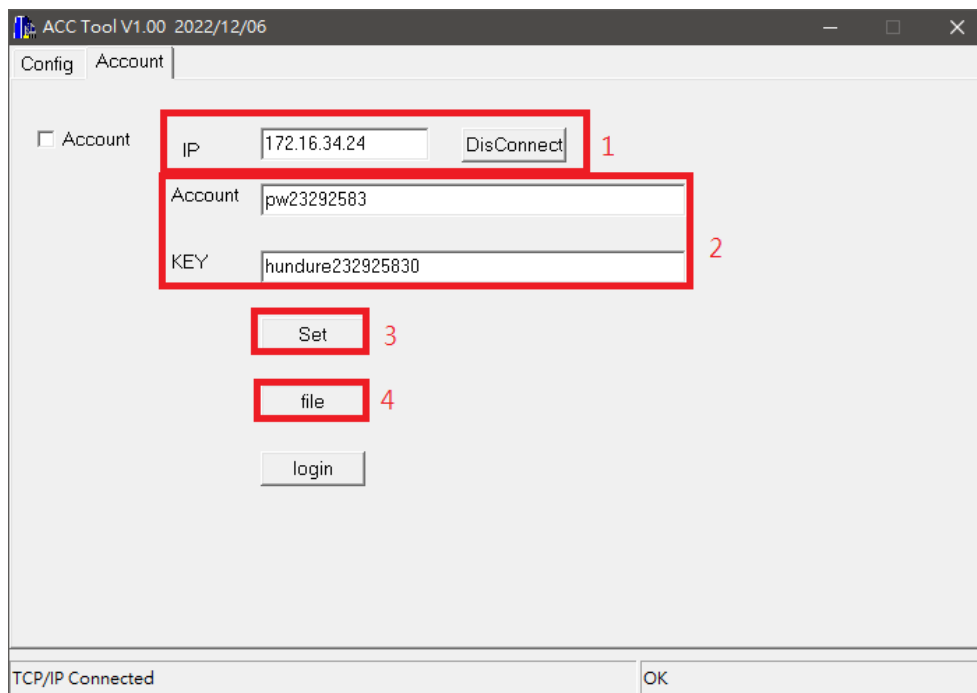 ACC Tool V1.00 2022/12/06
Config Account
Account IP 172.16.34.24 DisConnect 1
Account pw23292583
KEY hundure232925830
2
Set 3
file 4
login
TCP/IP Connected OK